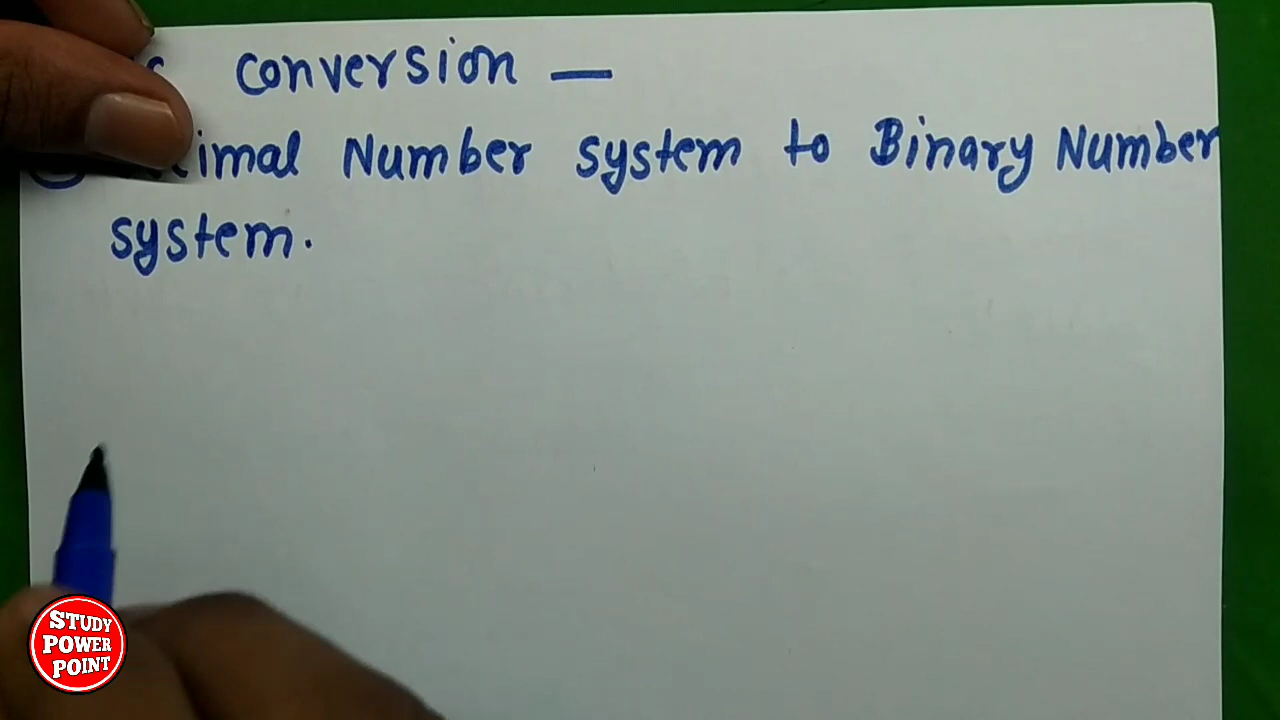 Conversion —
imal Number system to Binary Number
system.
STUDY
POWER
POINT